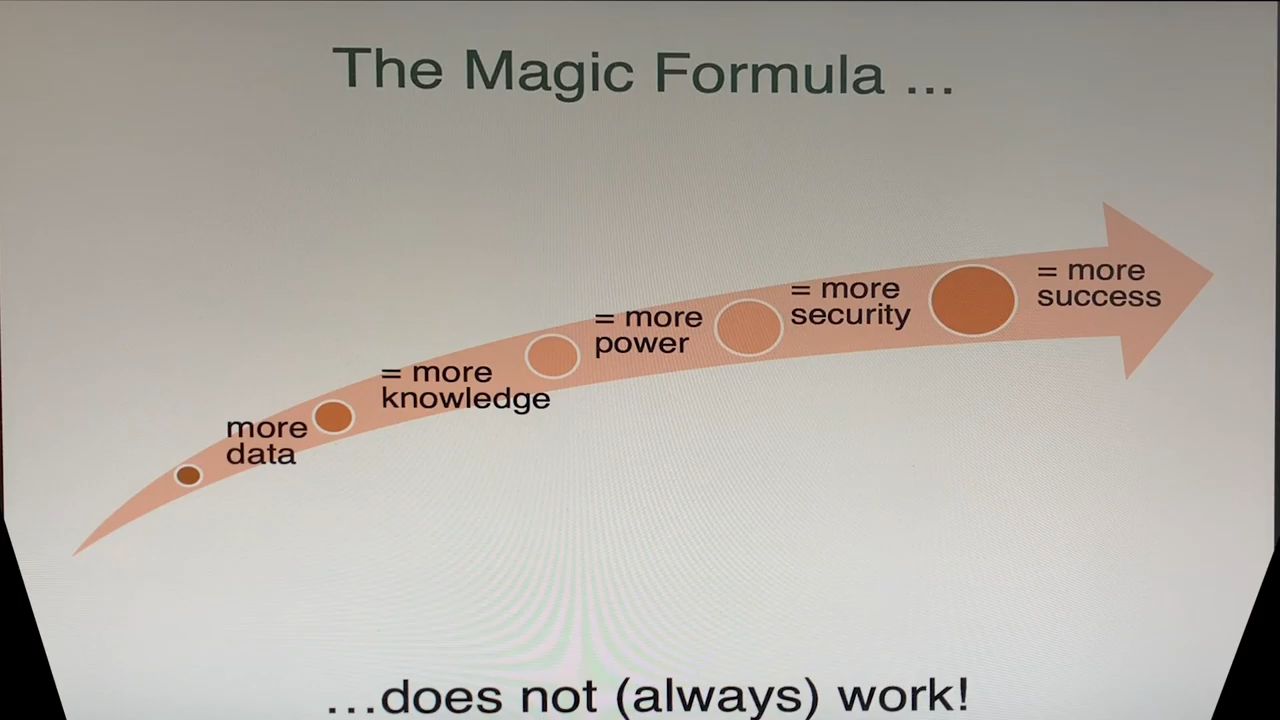 The Magic Formula ...
more
data
= more
knowledge
= more
power
= more
security
= more
success
...does not (always) work!